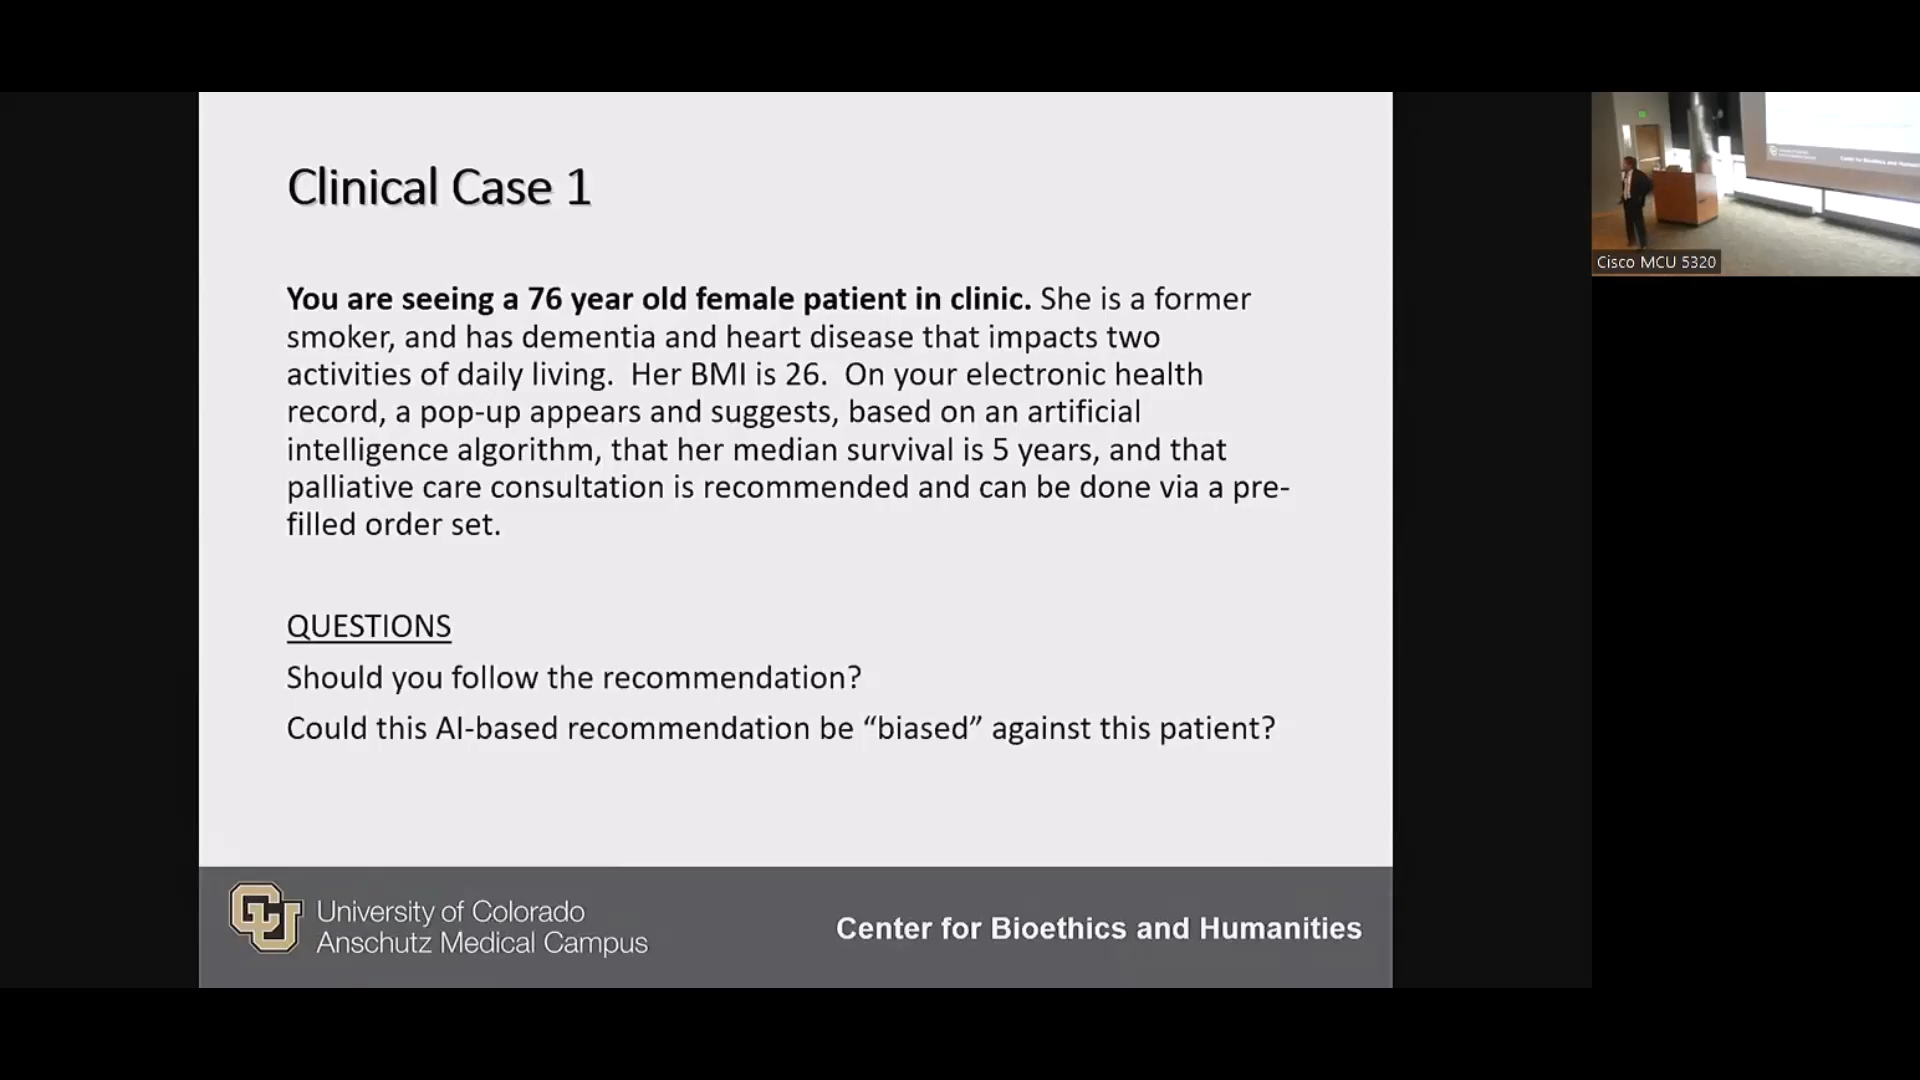 Clinical Case 1
You are seeing a 76 year old female patient in clinic. She is a former
smoker, and has dementia and heart disease that impacts two
activities of daily living.  Her BMI is 26.  On your electronic health
record, a pop-up appears and suggests, based on an artificial
intelligence algorithm, that her median survival is 5 years, and that
palliative care consultation is recommended and can be done via a pre-
filled order set.
QUESTIONS
Should you follow the recommendation?
Could this AI-based recommendation be “biased” against this patient?
CU
University of Colorado
Anschutz Medical Campus
Center for Bioethics and Humanities
Cisco MCU 5320